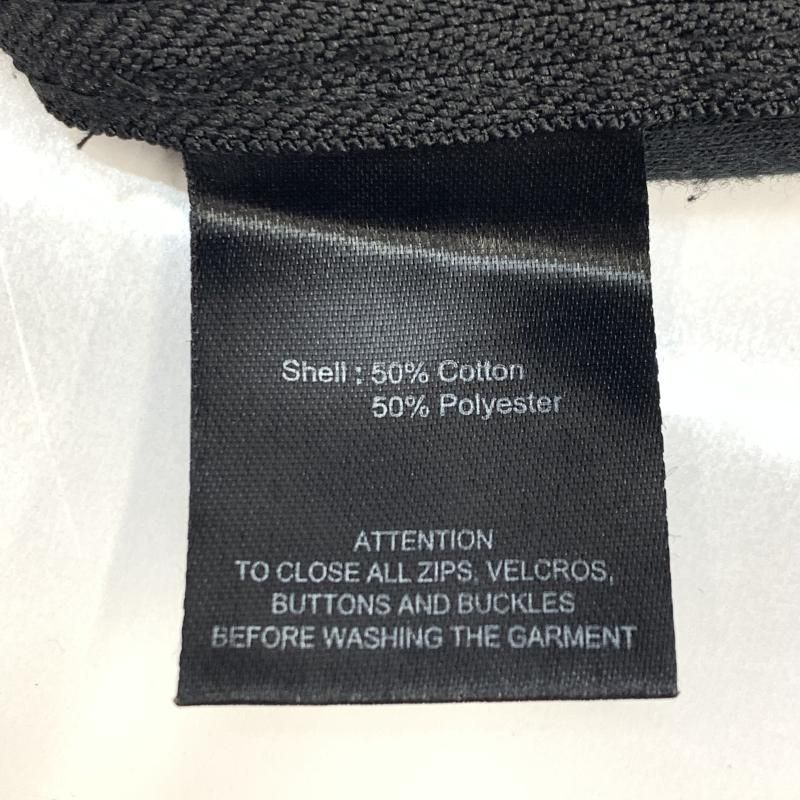 Shell : 50% Cotton
50% Polyester
ATTENTION
TO CLOSE ALL ZIPS, VELCROS,
BUTTONS AND BUCKLES
BEFORE WASHING THE GARMENT